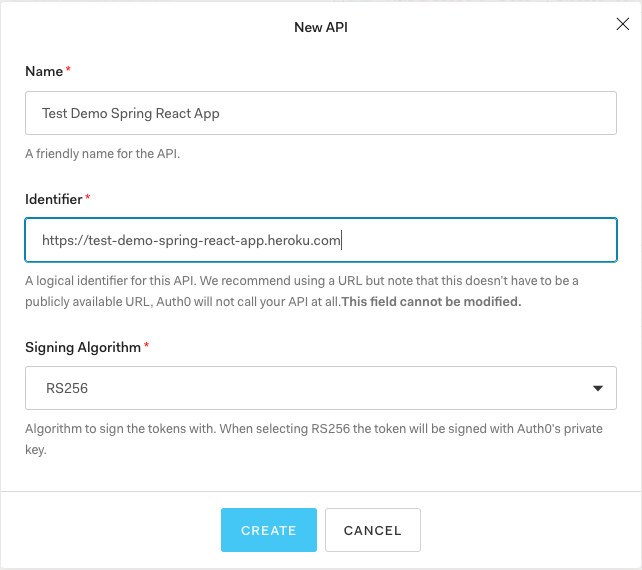 New API
Name *
Test Demo Spring React App
A friendly name for the API.
Identifier *
https://test-demo-spring-react-app.heroku.com
A logical identifier for this API. We recommend using a URL but note that this doesn't have to be a
publicly available URL, Auth0 will not call your API at all.This field cannot be modified.
Signing Algorithm *
RS256
Algorithm to sign the tokens with. When selecting RS256 the token will be signed with Auth0's private
key.
CREATE
CANCEL